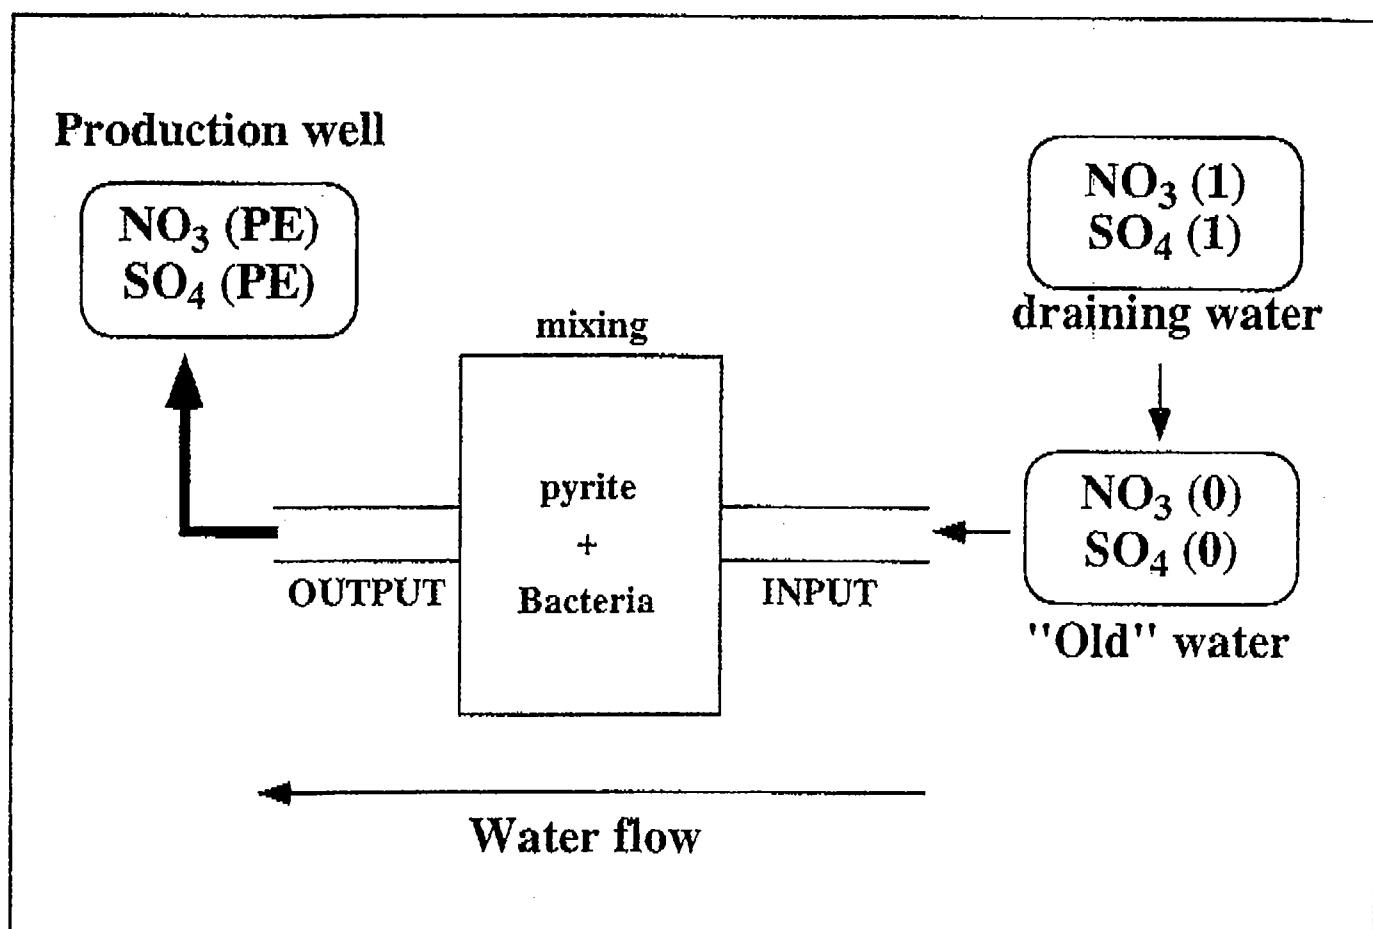 Production well
NO₃ (PE)
SO₄ (PE)
NO₃ (1)
SO₄ (1)
draining water
mixing
pyrite
+
Bacteria
OUTPUT
INPUT
NO₃ (0)
SO₄ (0)
"Old" water
Water flow